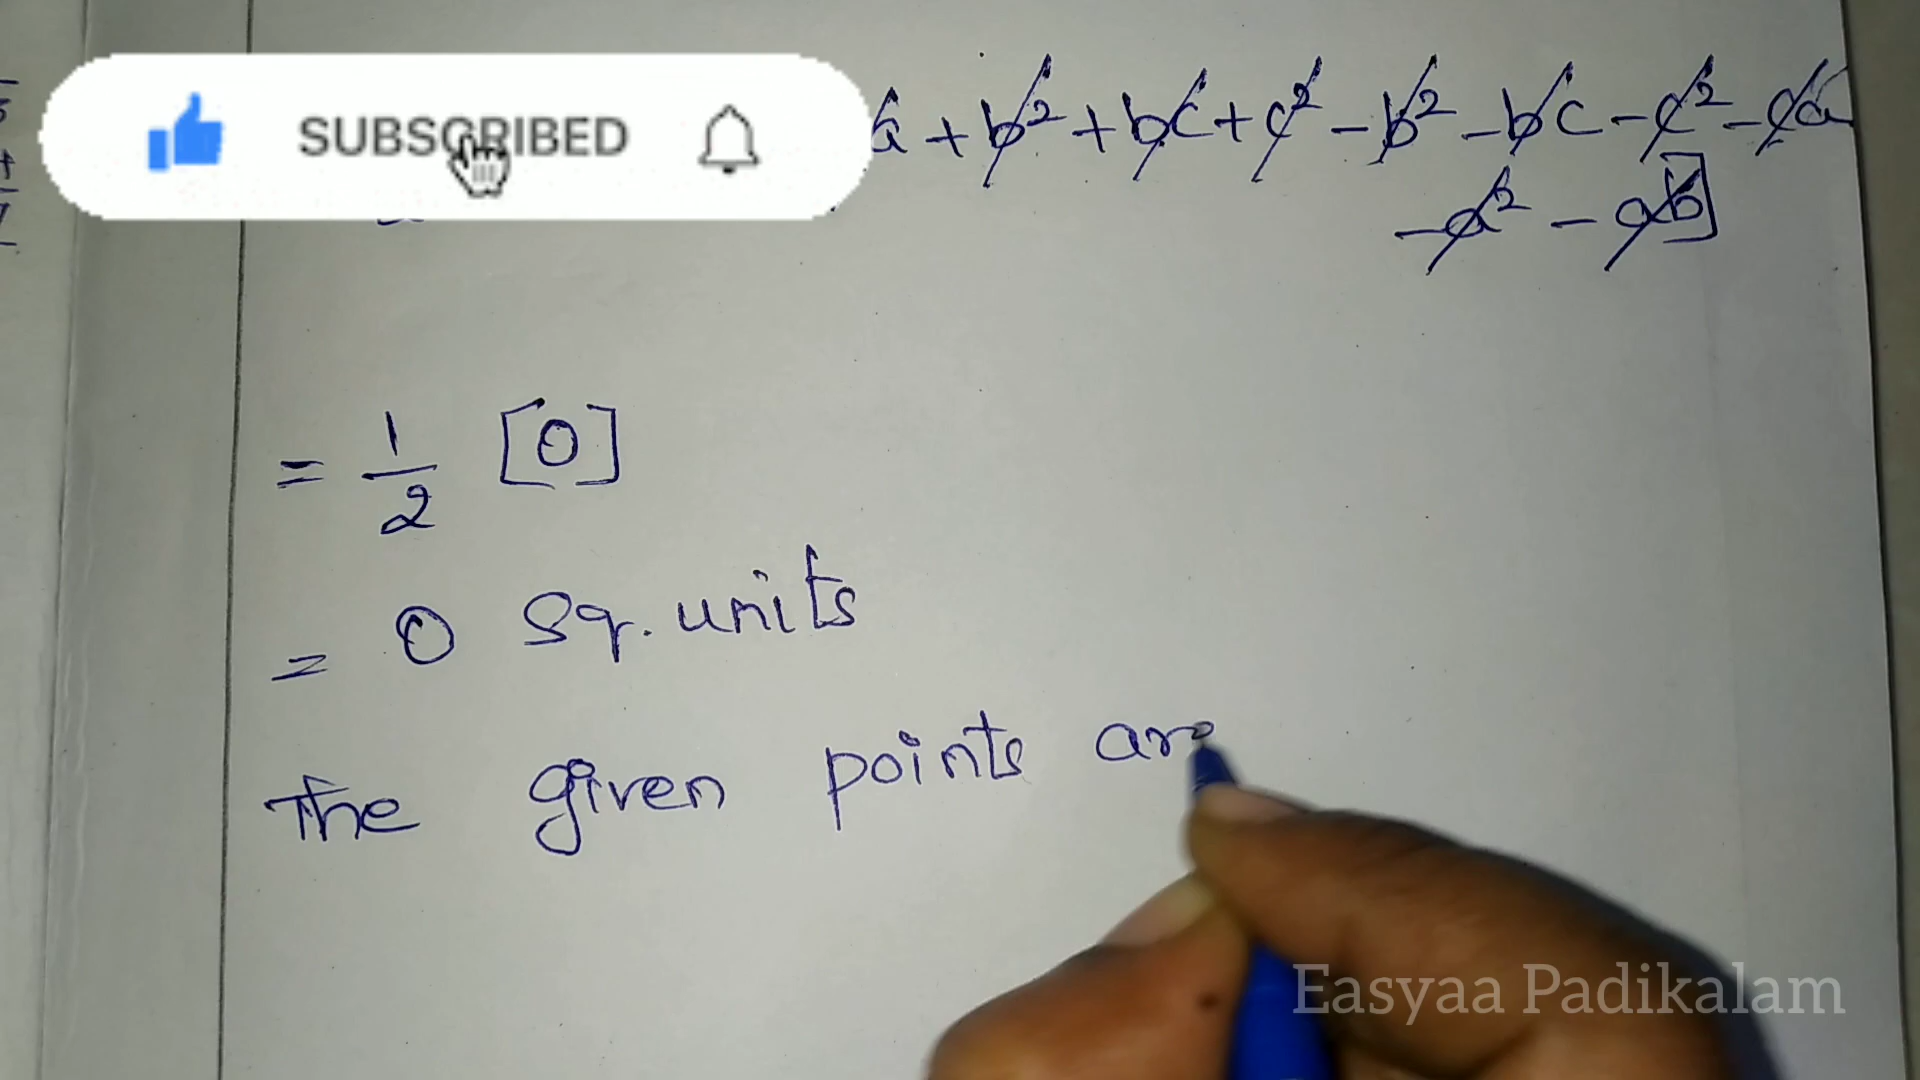 SUBSCRIBED
a + b² + bc + c² - b² - bc - c² - ca
- a² - ab]
= 1/2 [0]
= 0 sq. units
The given points are
Easyaa Padikalam